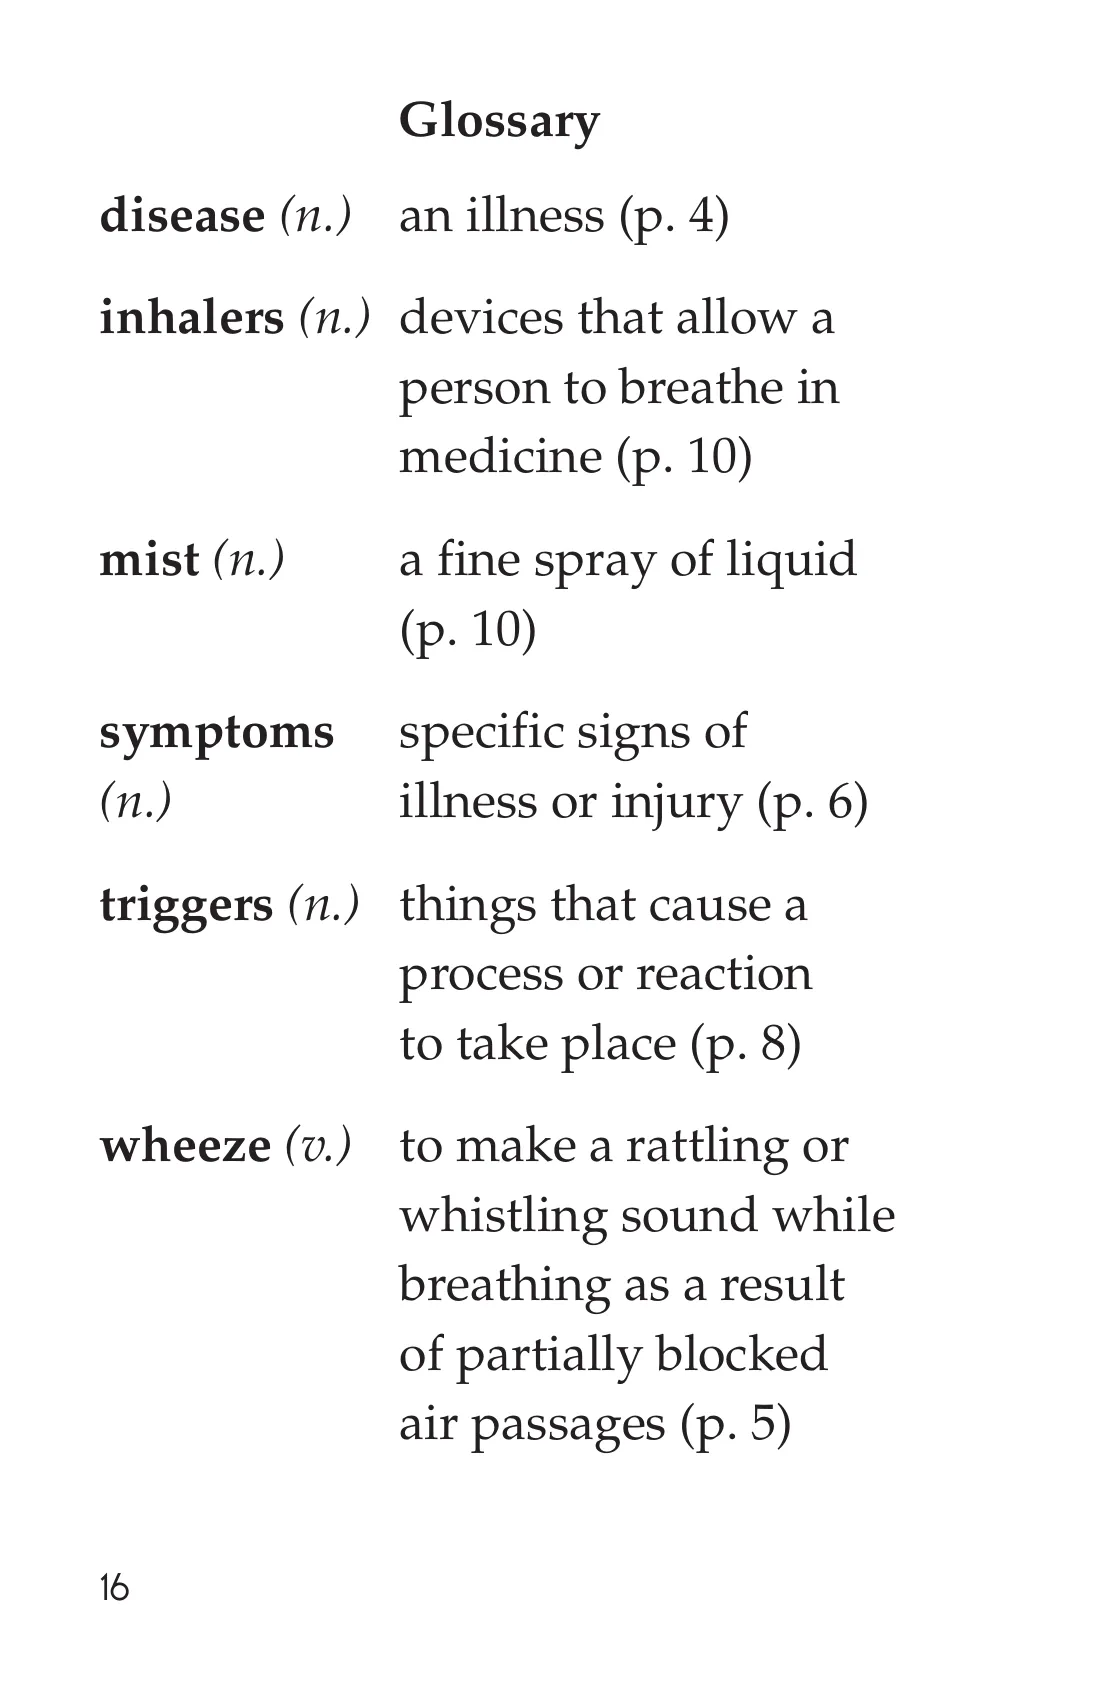 Glossary
disease (n.) an illness (p. 4)
inhalers (n.) devices that allow a
person to breathe in
medicine (p. 10)
mist (n.) a fine spray of liquid
(p. 10)
symptoms specific signs of
(n.) illness or injury (p. 6)
triggers (n.) things that cause a
process or reaction
to take place (p. 8)
wheeze (v.) to make a rattling or
whistling sound while
breathing as a result
of partially blocked
air passages (p. 5)
16